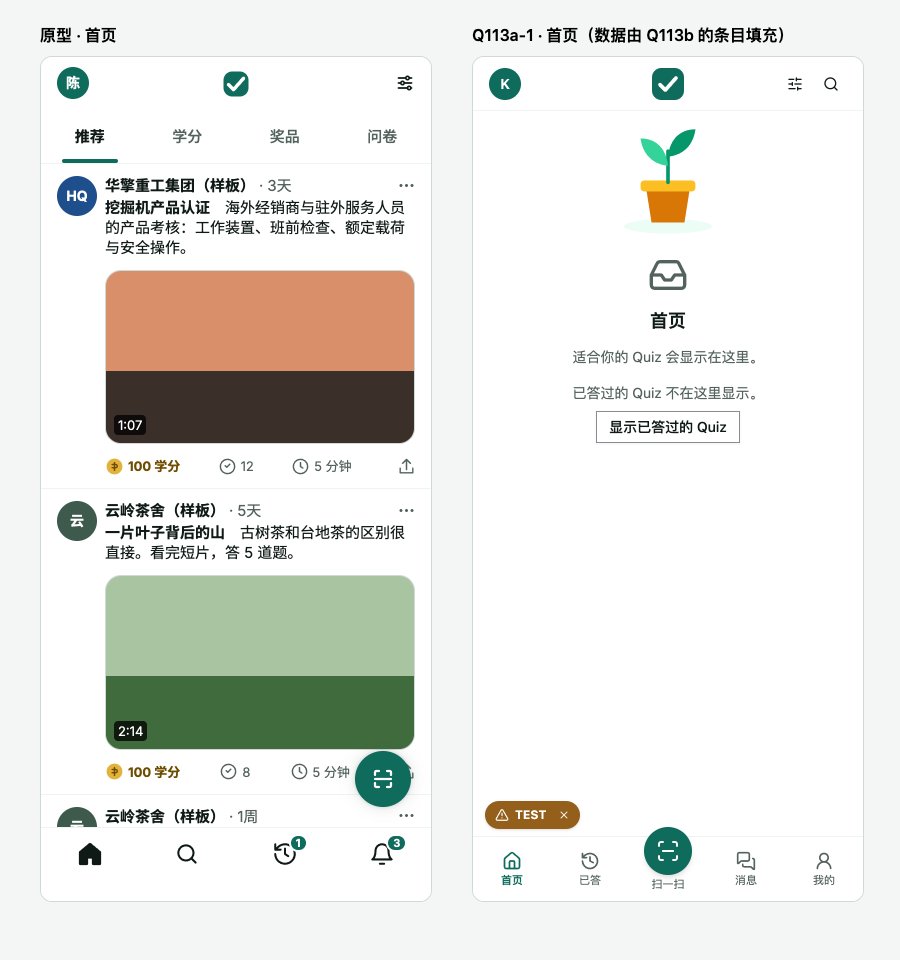 原型 · 首页
陈
推荐
学分
奖品
问卷
HQ
华擎重工集团（样板） · 3天
挖掘机产品认证 海外经销商与驻外服务人员
的产品考核：工作装置、班前检查、额定载荷
与安全操作。
1:07
100 学分
12
5 分钟
云
云岭茶舍（样板） · 5天
一片叶子背后的山 古树茶和台地茶的区别很
直接。看完短片，答 5 道题。
2:14
100 学分
8
5 分钟
云岭茶舍（样板） · 1周
1
3
Q113a-1 · 首页（数据由 Q113b 的条目填充）
K
首页
适合你的 Quiz 会显示在这里。
已答过的 Quiz 不在这里显示。
显示已答过的 Quiz
TEST
首页
已答
扫一扫
消息
我的